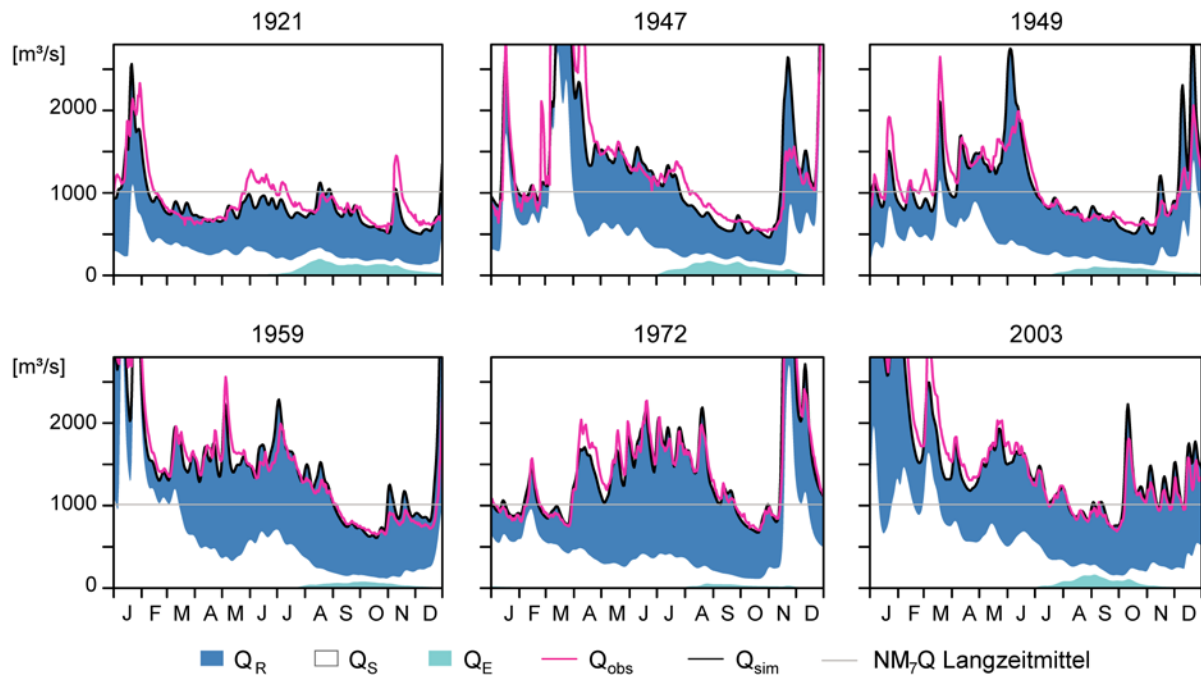 1921 1947 1949
[m³/s]
2000
1000
0
J F M A M J J A S O N D J F M A M J J A S O N D J F M A M J J A S O N D
1959 1972 2003
[m³/s]
2000
1000
0
J F M A M J J A S O N D J F M A M J J A S O N D J F M A M J J A S O N D
Q_R Q_S Q_E Q_obs Q_sim NM₇Q Langzeitmittel